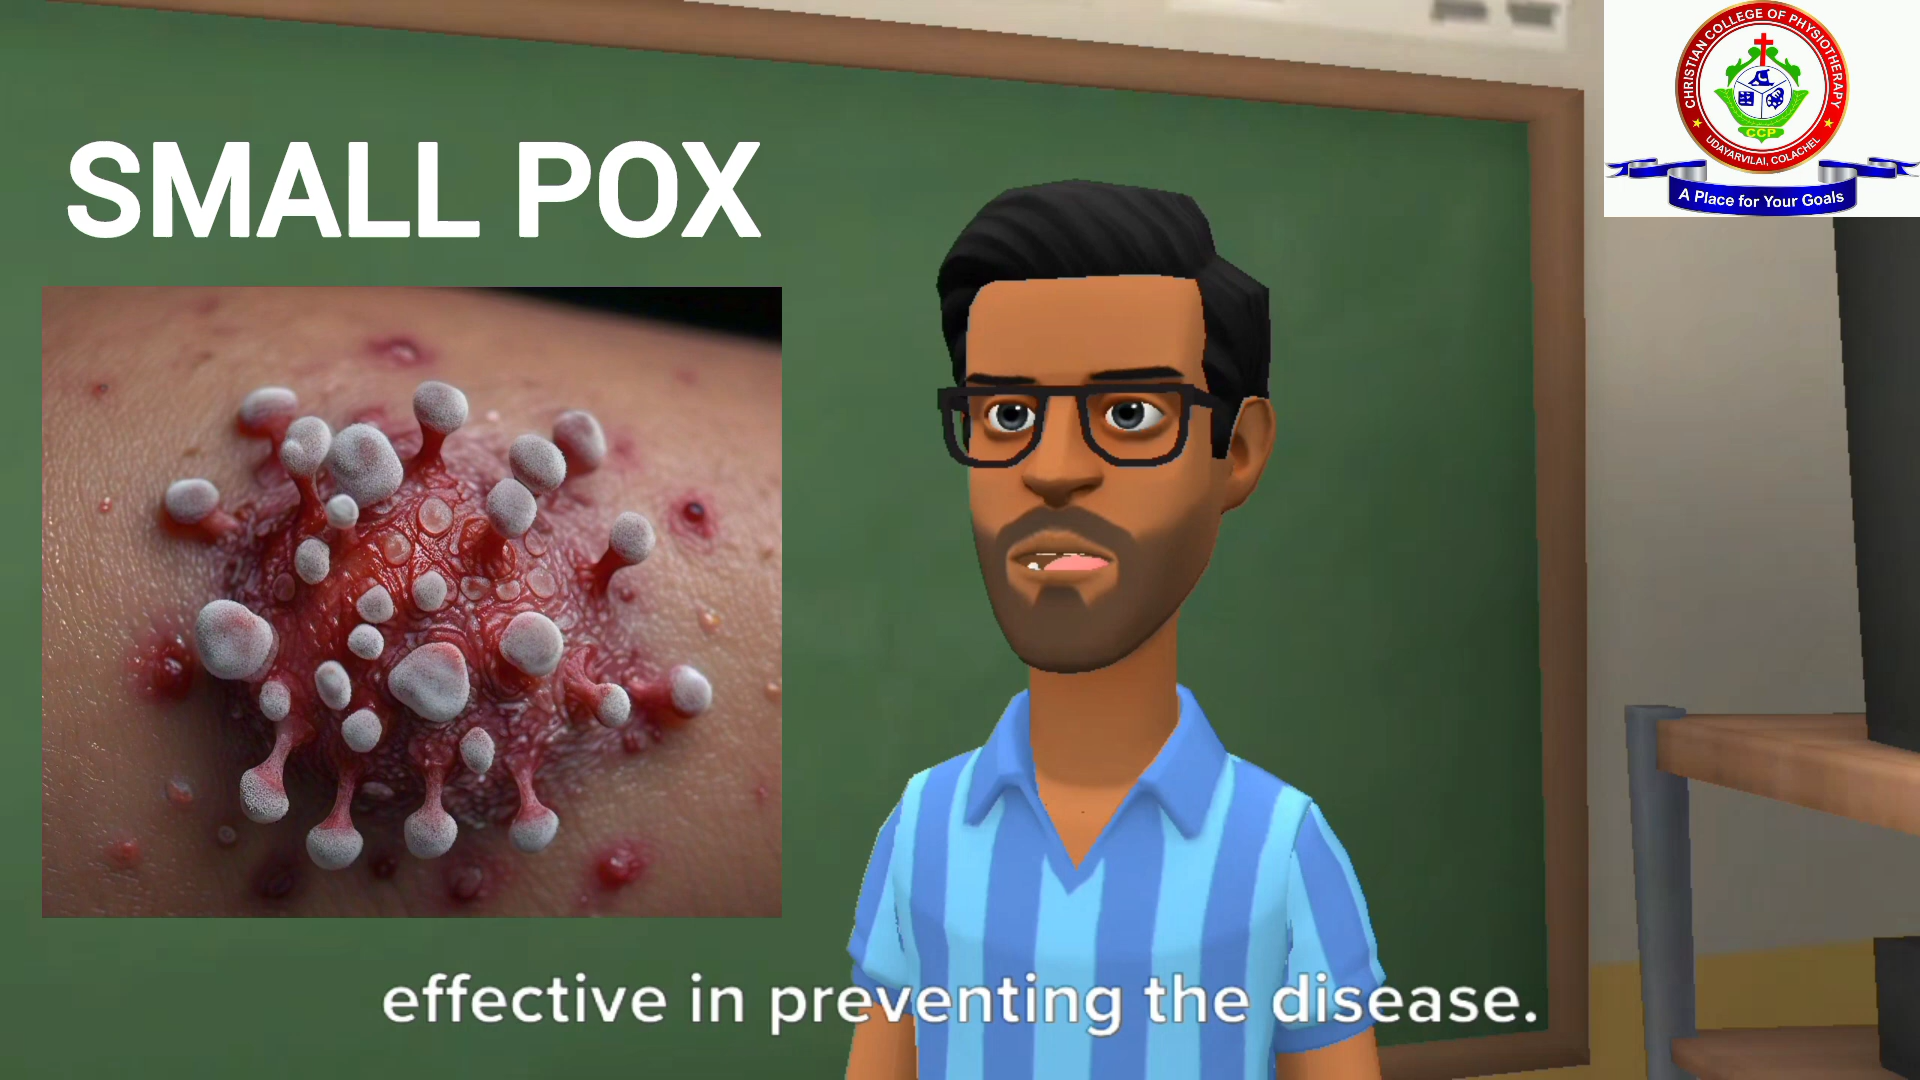 SMALL POX
CHRISTIAN COLLEGE OF PHYSIOTHERAPY
CCP
UDAYARVILAI, COLACHEL
A Place for Your Goals
effective in preventing the disease.